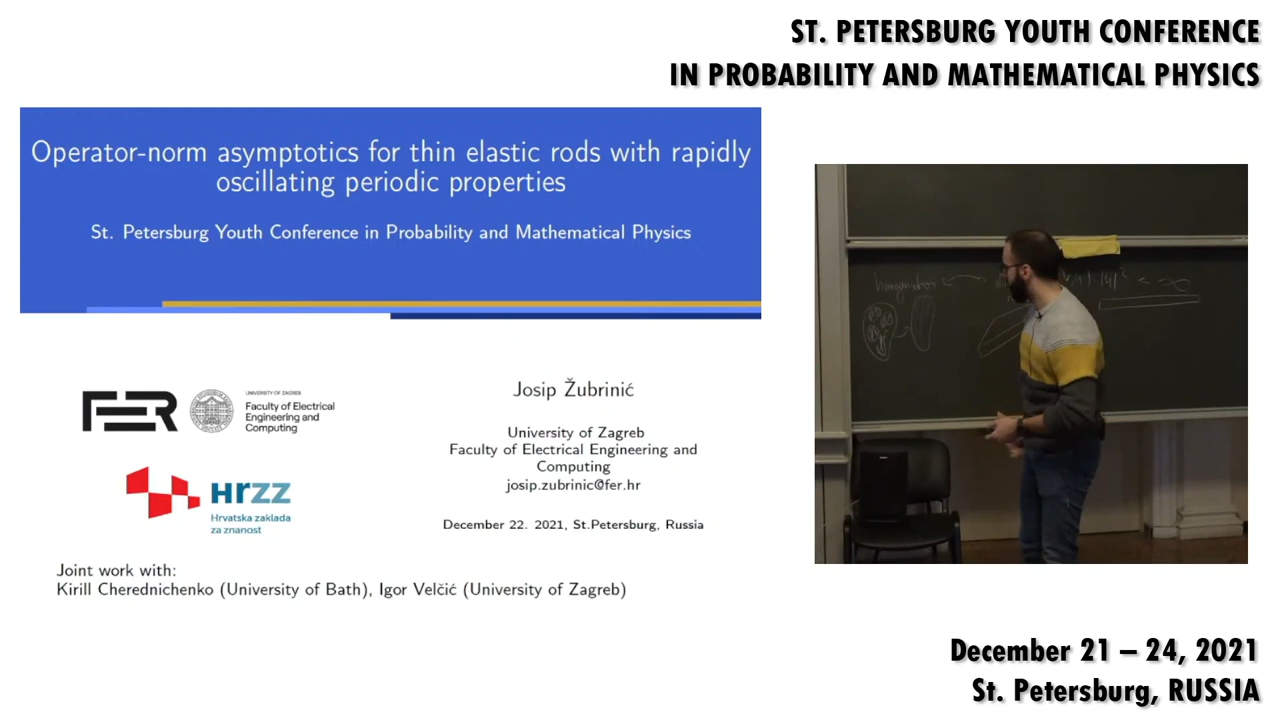 ST. PETERSBURG YOUTH CONFERENCE
IN PROBABILITY AND MATHEMATICAL PHYSICS
Operator-norm asymptotics for thin elastic rods with rapidly
oscillating periodic properties
St. Petersburg Youth Conference in Probability and Mathematical Physics
FER
UNIVERSITY OF ZAGREB
Faculty of Electrical
Engineering and
Computing
HRZZ
Hrvatska zaklada
za znanost
Josip Žubrinić
University of Zagreb
Faculty of Electrical Engineering and
Computing
josip.zubrinic@fer.hr
December 22. 2021, St.Petersburg, Russia
Joint work with:
Kirill Cherednichenko (University of Bath), Igor Velčić (University of Zagreb)
December 21 – 24, 2021
St. Petersburg, RUSSIA